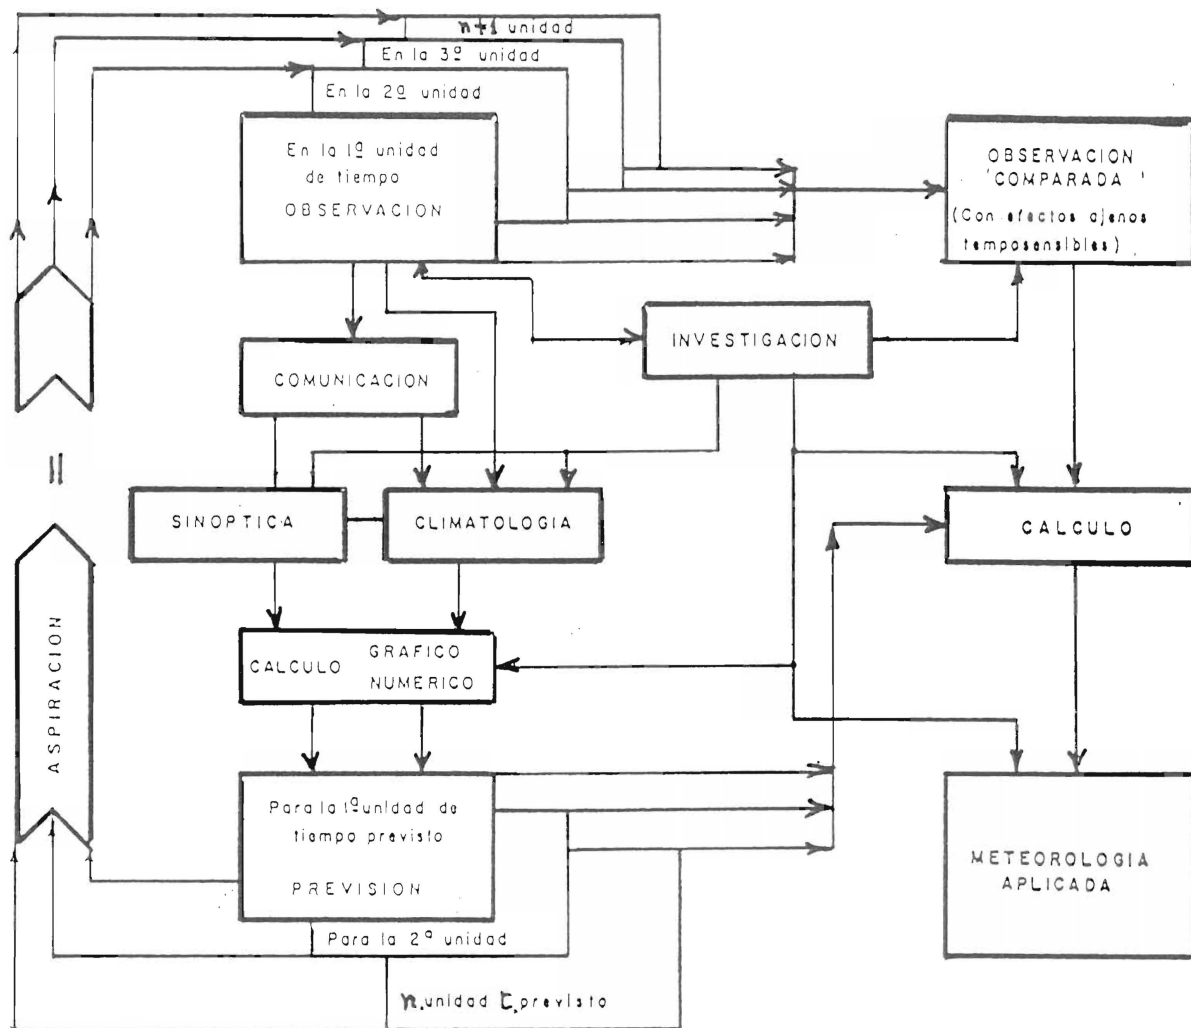 n+1 unidad
En la 3º unidad
En la 2º unidad
En la 1º unidad
de tiempo
OBSERVACION
OBSERVACION
'COMPARADA'
(Con efectos ajenos
temposensibles)
INVESTIGACION
COMUNICACION
=
SINOPTICA
CLIMATOLOGIA
CALCULO
ASPIRACION
CALCULO GRAFICO
NUMERICO
Para la 1º unidad de
tiempo previsto
PREVISION
METEOROLOGIA
APLICADA
Para la 2º unidad
n.unidad t.previsto